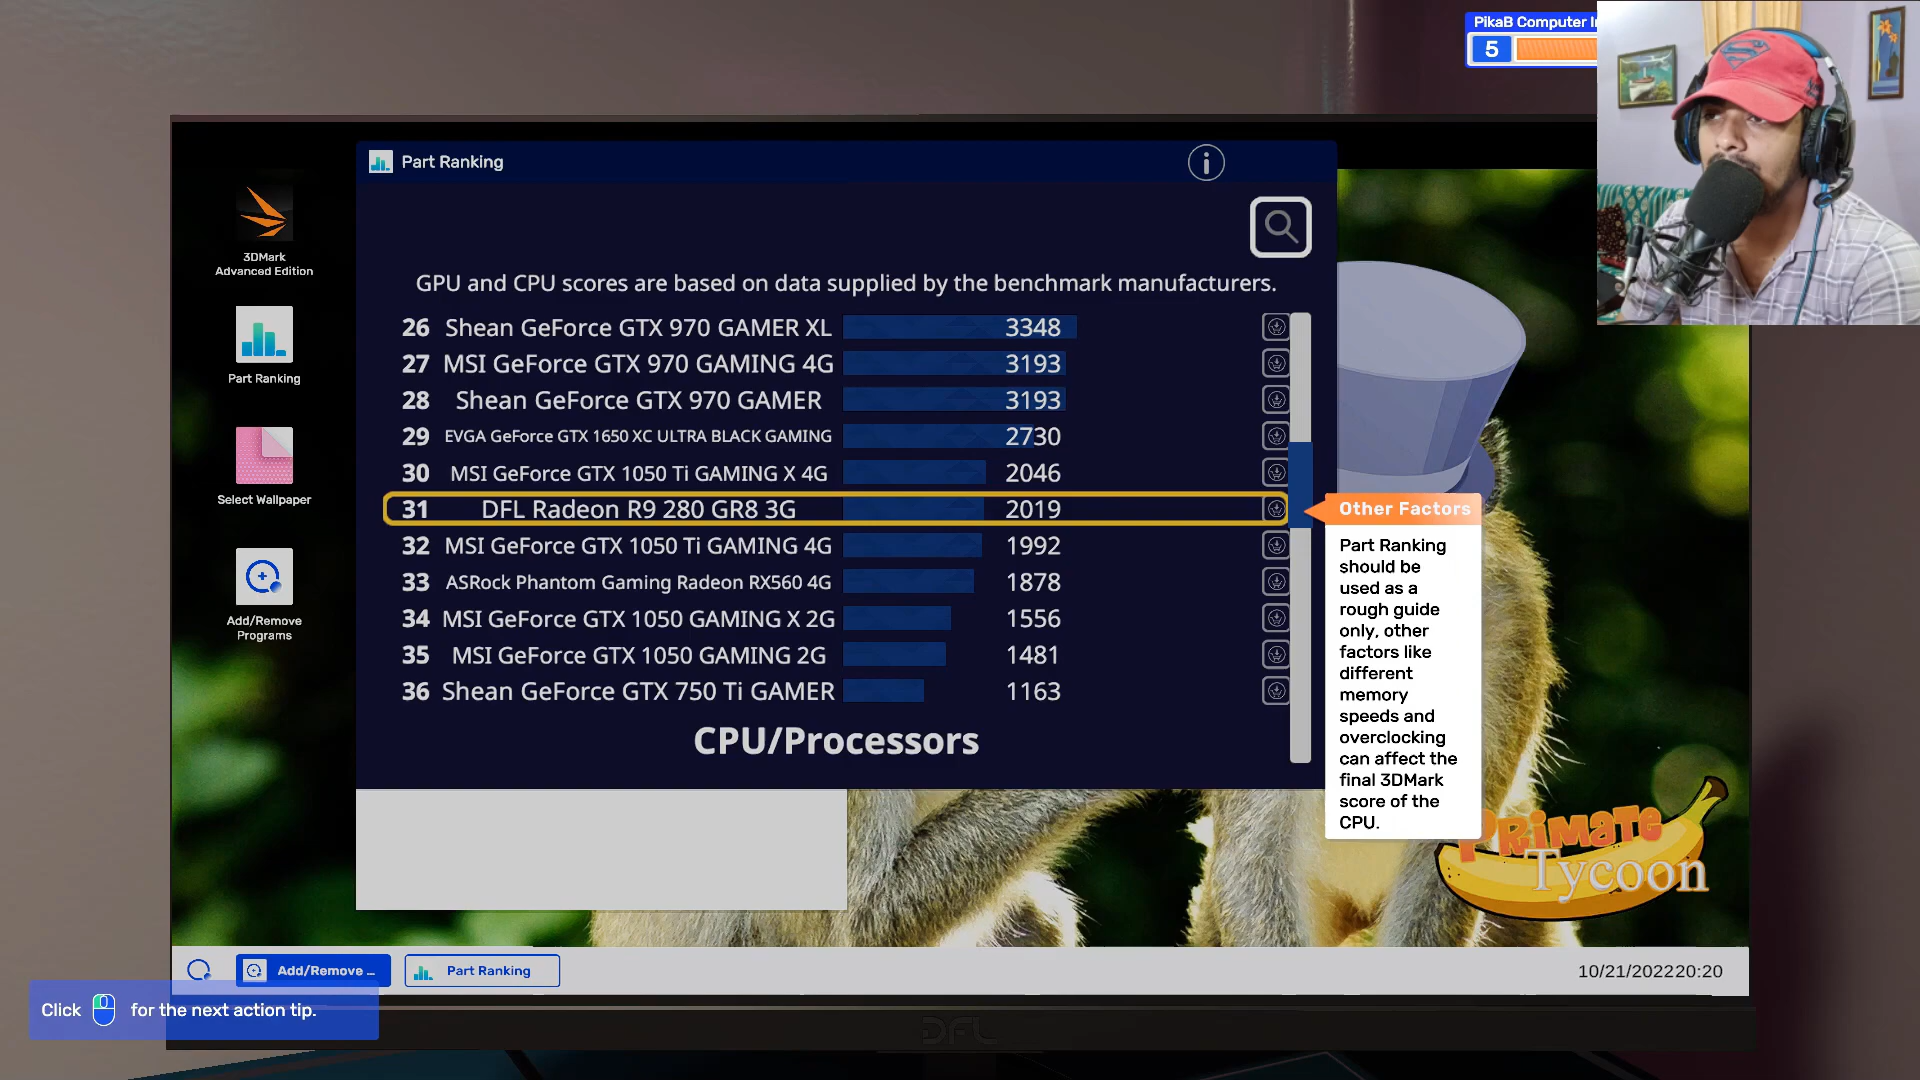 PikaB Computer
5
Part Ranking
3DMark
Advanced Edition
Part Ranking
Select Wallpaper
Add/Remove
Programs
GPU and CPU scores are based on data supplied by the benchmark manufacturers.
26 Shean GeForce GTX 970 GAMER XL 3348
27 MSI GeForce GTX 970 GAMING 4G 3193
28 Shean GeForce GTX 970 GAMER 3193
29 EVGA GeForce GTX 1650 XC ULTRA BLACK GAMING 2730
30 MSI GeForce GTX 1050 Ti GAMING X 4G 2046
31 DFL Radeon R9 280 GR8 3G 2019
32 MSI GeForce GTX 1050 Ti GAMING 4G 1992
33 ASRock Phantom Gaming Radeon RX560 4G 1878
34 MSI GeForce GTX 1050 GAMING X 2G 1556
35 MSI GeForce GTX 1050 GAMING 2G 1481
36 Shean GeForce GTX 750 Ti GAMER 1163
CPU/Processors
Other Factors
Part Ranking
should be
used as a
rough guide
only, other
factors like
different
memory
speeds and
overclocking
can affect the
final 3DMark
score of the
CPU.
PRiMATE
Tycoon
Add/Remove ...
Part Ranking
10/21/202220:20
Click for the next action tip.
DFL